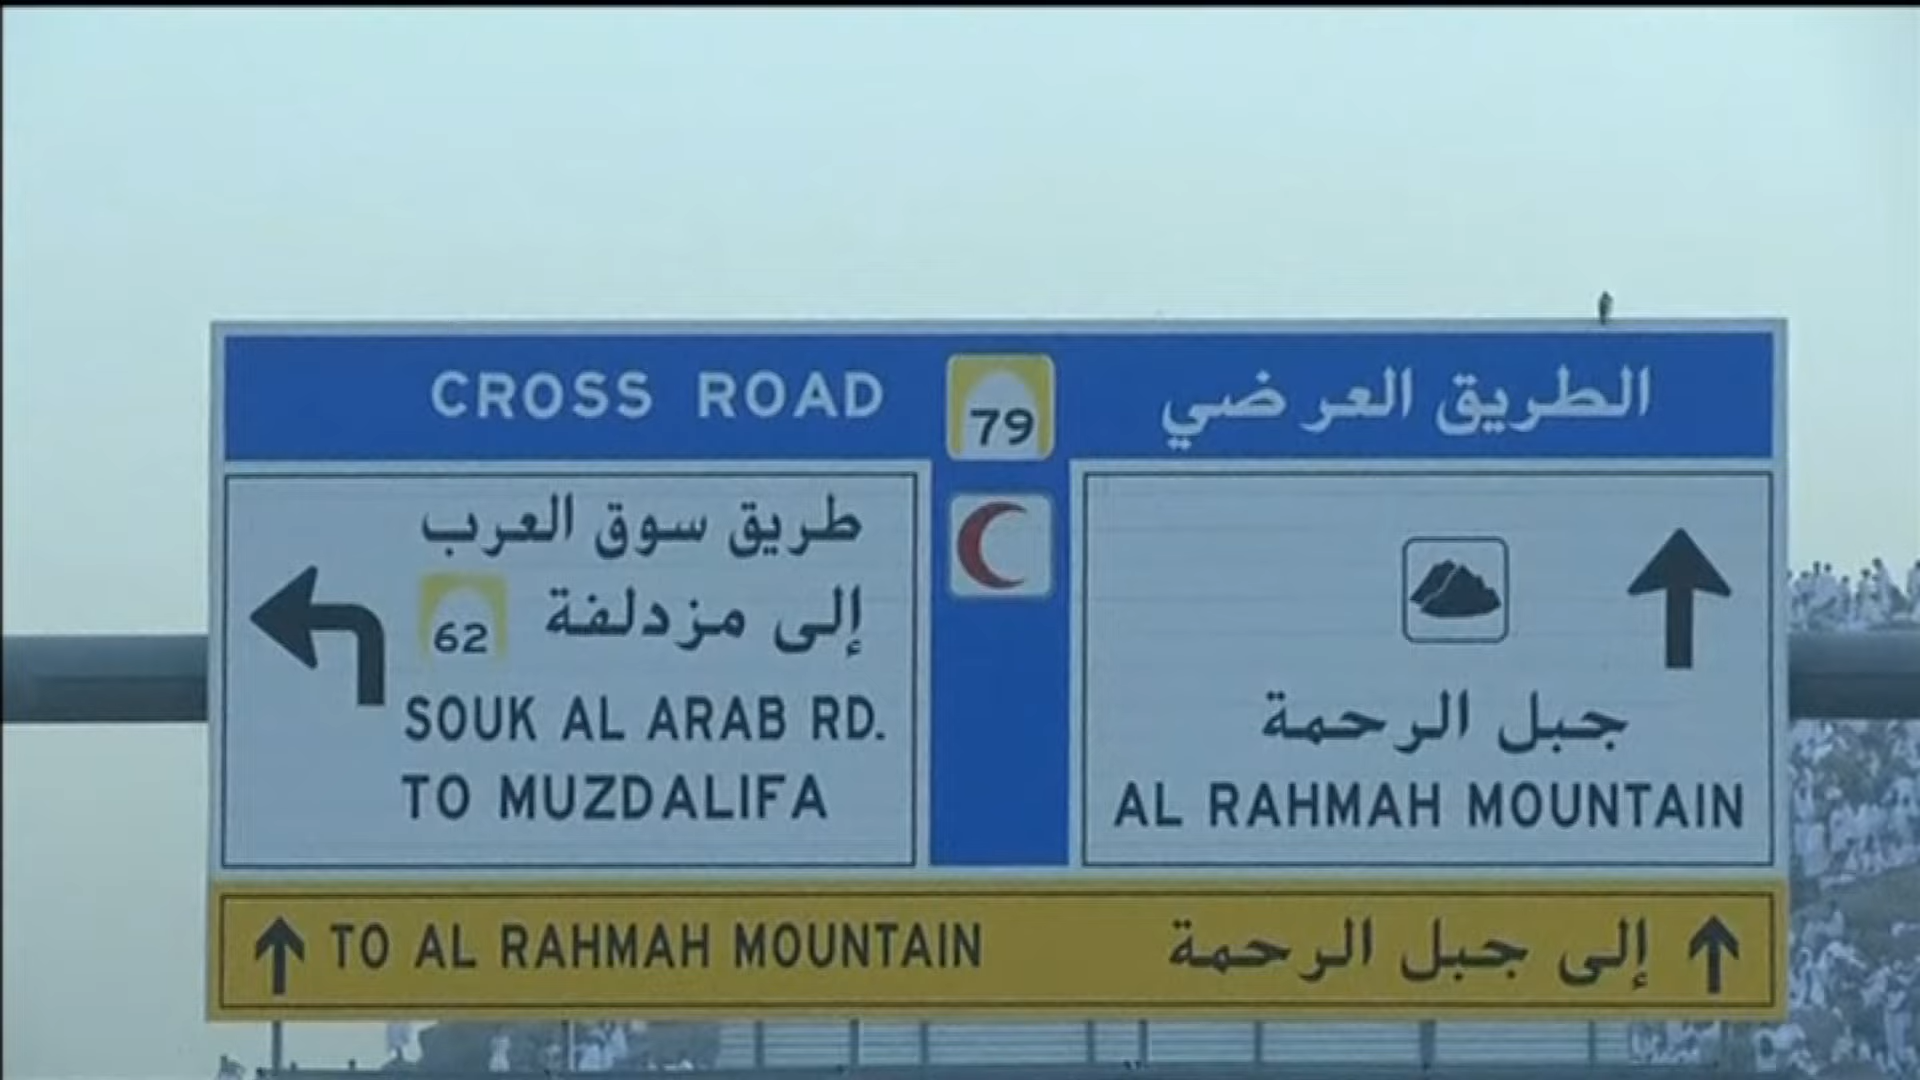 CROSS ROAD 79 الطريق العرضي
طريق سوق العرب
إلى مزدلفة 62
SOUK AL ARAB RD.
TO MUZDALIFA
جبل الرحمة
AL RAHMAH MOUNTAIN
TO AL RAHMAH MOUNTAIN إلى جبل الرحمة